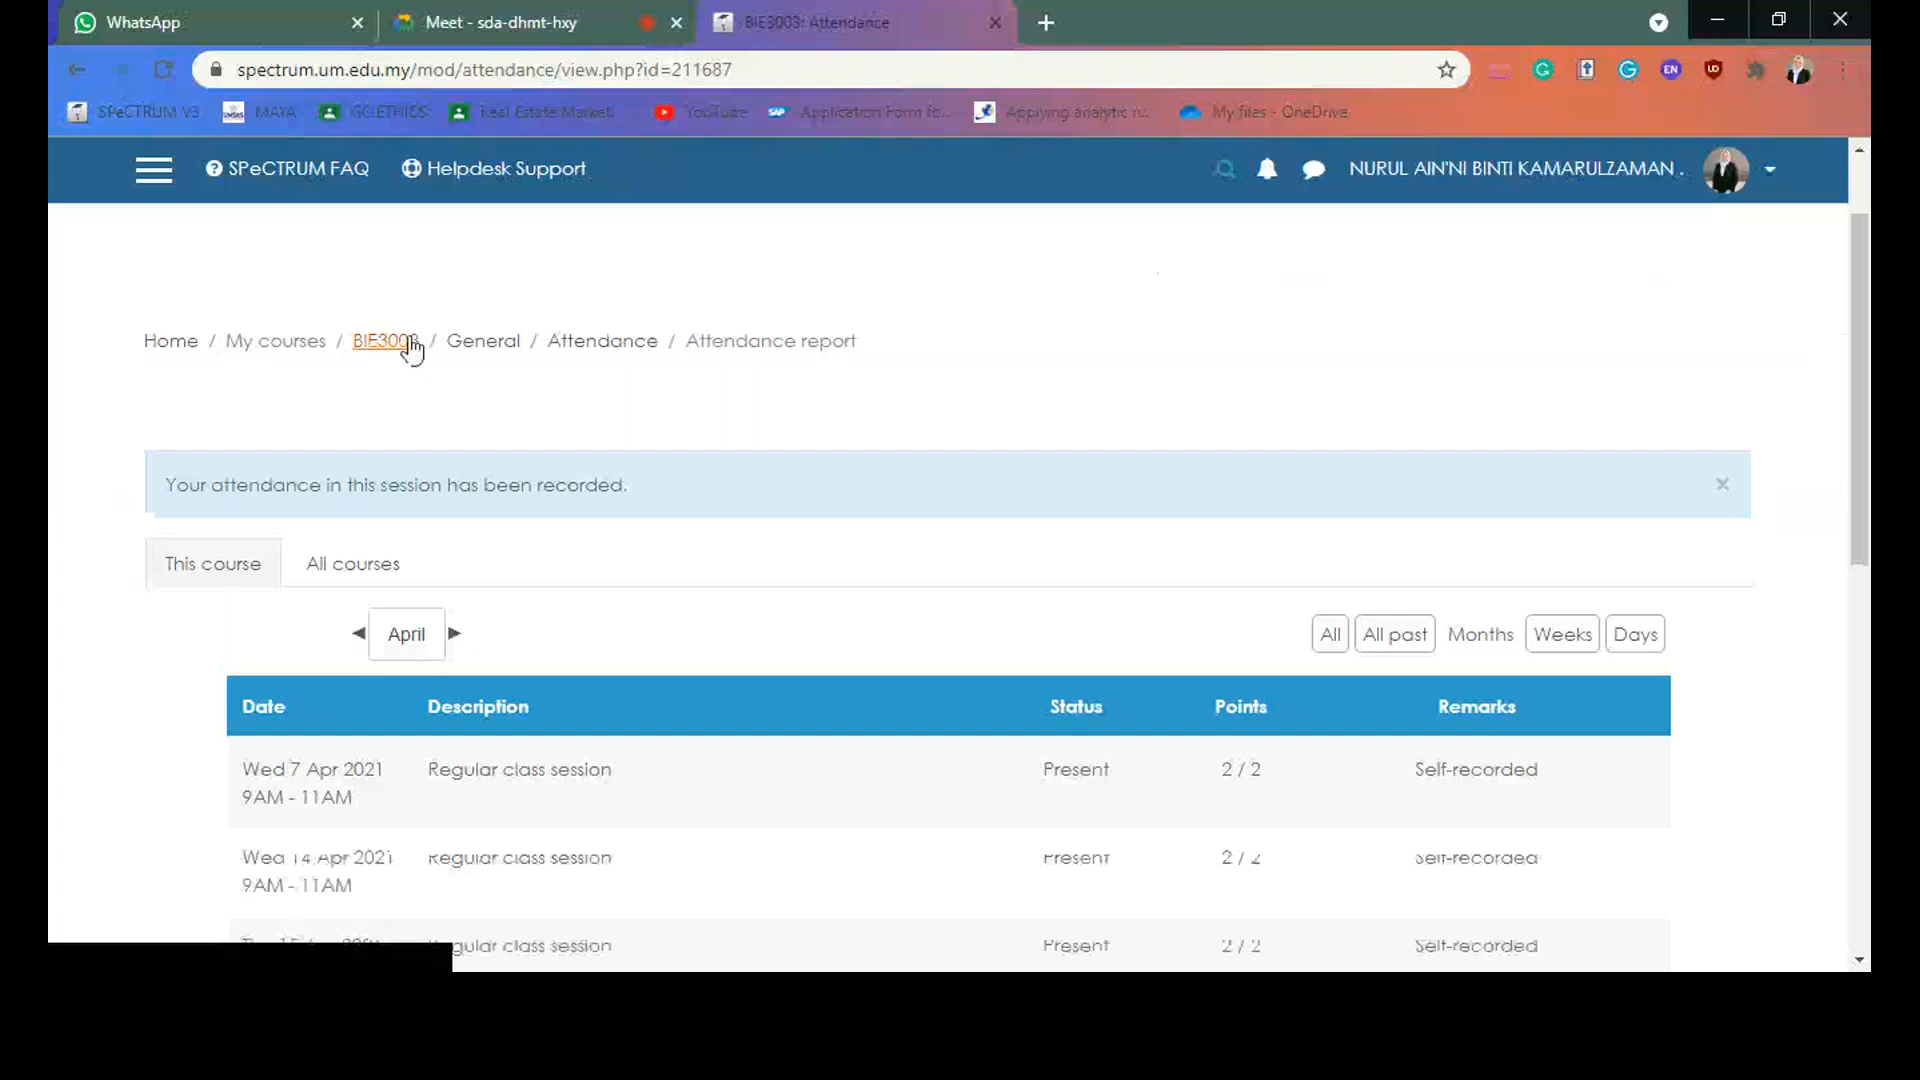 WhatsApp
Meet - sda-dhmt-hxy
BIE3003: Attendance
spectrum.um.edu.my/mod/attendance/view.php?id=211687
EN
SPeCTRUM V3
MAYA
GC ETHICS
Real Estate Market
YouTube
Application Form fo...
Applying analytic n...
My files - OneDrive
SPeCTRUM FAQ
Helpdesk Support
NURUL AIN'NI BINTI KAMARULZAMAN .
Home / My courses / BIE3003 / General / Attendance / Attendance report
Your attendance in this session has been recorded.
This course
All courses
April
All
All past
Months
Weeks
Days
Date Description Status Points Remarks
Wed 7 Apr 2021 Regular class session Present 2 / 2 Self-recorded
9AM - 11AM
Wed 14 Apr 2021 Regular class session Present 2 / 2 Self-recorded
9AM - 11AM
Regular class session Present 2 / 2 Self-recorded